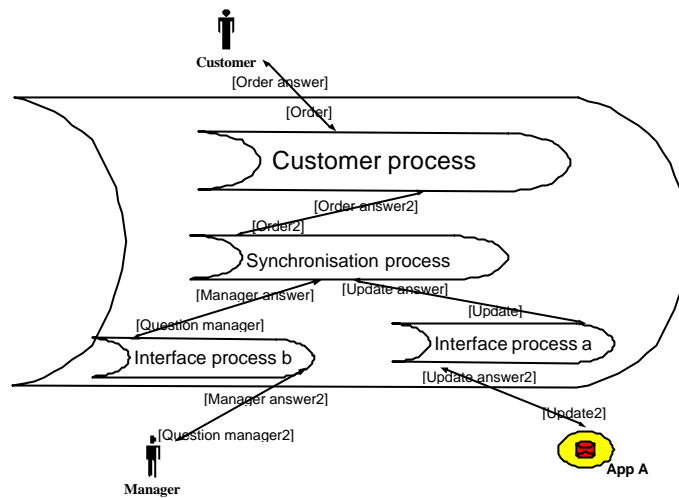 Customer
[Order answer]
[Order]
Customer process
[Order answer2]
[Order2]
Synchronisation process
[Manager answer]
[Update answer]
[Update]
[Question manager]
Interface process b
Interface process a
[Update answer2]
[Manager answer2]
[Update2]
[Question manager2]
Manager
App A